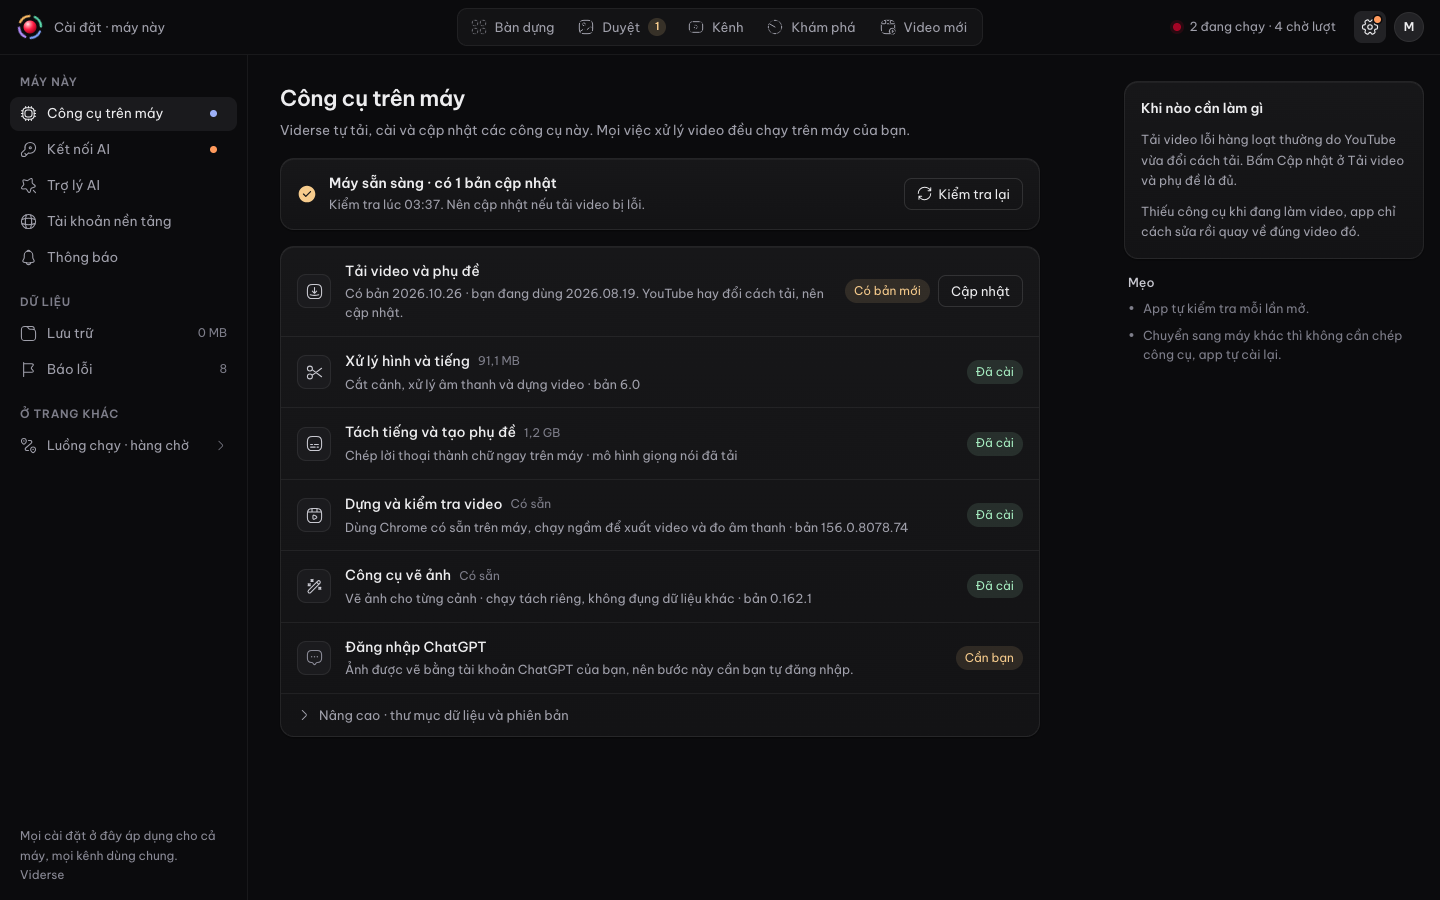 Cài đặt · máy này
Bàn dựng
Duyệt
1
Kênh
Khám phá
Video mới
2 đang chạy · 4 chờ lượt
M
MÁY NÀY
Công cụ trên máy
Kết nối AI
Trợ lý AI
Tài khoản nền tảng
Thông báo
DỮ LIỆU
Lưu trữ
0 MB
Báo lỗi
8
Ở TRANG KHÁC
Luồng chạy · hàng chờ
Mọi cài đặt ở đây áp dụng cho cả
máy, mọi kênh dùng chung.
Viderse
Công cụ trên máy
Viderse tự tải, cài và cập nhật các công cụ này. Mọi việc xử lý video đều chạy trên máy của bạn.
Máy sẵn sàng · có 1 bản cập nhật
Kiểm tra lúc 03:37. Nên cập nhật nếu tải video bị lỗi.
Kiểm tra lại
Tải video và phụ đề
Có bản 2026.10.26 · bạn đang dùng 2026.08.19. YouTube hay đổi cách tải, nên
cập nhật.
Có bản mới
Cập nhật
Xử lý hình và tiếng
91,1 MB
Cắt cảnh, xử lý âm thanh và dựng video · bản 6.0
Đã cài
Tách tiếng và tạo phụ đề
1,2 GB
Chép lời thoại thành chữ ngay trên máy · mô hình giọng nói đã tải
Đã cài
Dựng và kiểm tra video
Có sẵn
Dùng Chrome có sẵn trên máy, chạy ngầm để xuất video và đo âm thanh · bản 156.0.8078.74
Đã cài
Công cụ vẽ ảnh
Có sẵn
Vẽ ảnh cho từng cảnh · chạy tách riêng, không đụng dữ liệu khác · bản 0.162.1
Đã cài
Đăng nhập ChatGPT
Ảnh được vẽ bằng tài khoản ChatGPT của bạn, nên bước này cần bạn tự đăng nhập.
Cần bạn
Nâng cao · thư mục dữ liệu và phiên bản
Khi nào cần làm gì
Tải video lỗi hàng loạt thường do YouTube
vừa đổi cách tải. Bấm Cập nhật ở Tải video
và phụ đề là đủ.
Thiếu công cụ khi đang làm video, app chỉ
cách sửa rồi quay về đúng video đó.
Mẹo
• App tự kiểm tra mỗi lần mở.
• Chuyển sang máy khác thì không cần chép
công cụ, app tự cài lại.